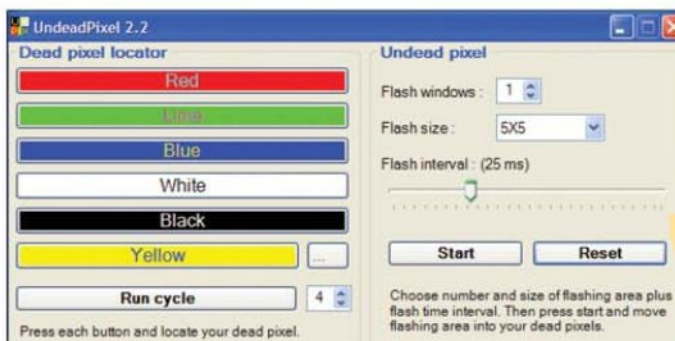 UndeadPixel 2.2
Dead pixel locator
Red
Lime
Blue
White
Black
Yellow
...
Run cycle
4
Press each button and locate your dead pixel.
Undead pixel
Flash windows :
1
Flash size :
5X5
Flash interval : (25 ms)
Start
Reset
Choose number and size of flashing area plus
flash time interval. Then press start and move
flashing area into your dead pixels.